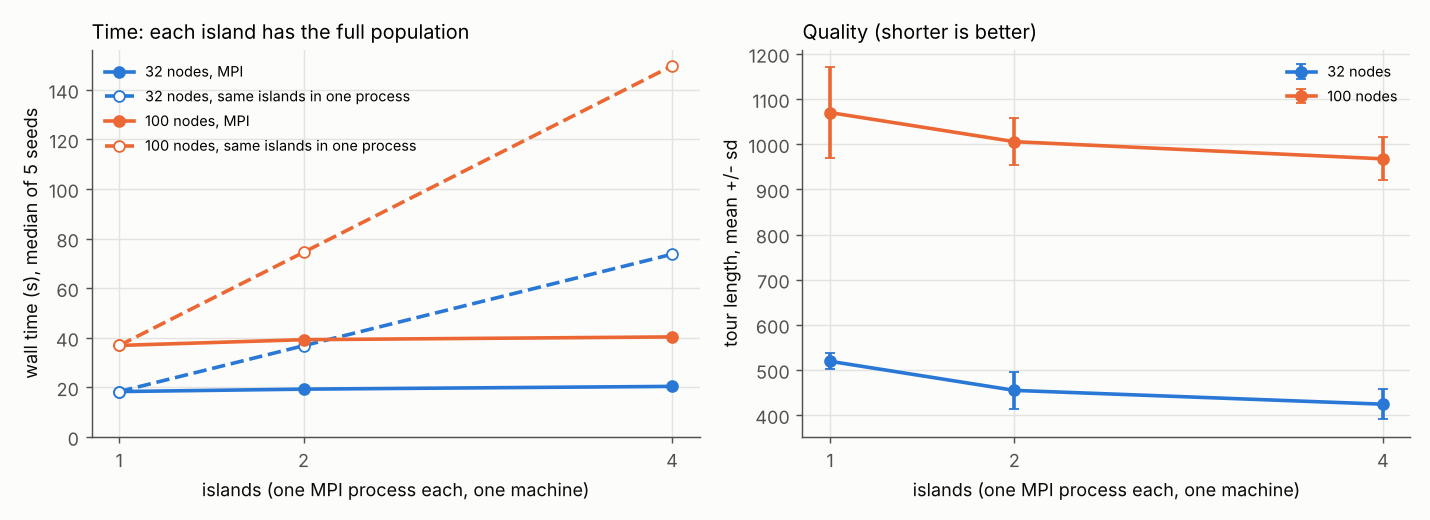 Time: each island has the full population
32 nodes, MPI
32 nodes, same islands in one process
100 nodes, MPI
100 nodes, same islands in one process
wall time (s), median of 5 seeds
140
120
100
80
60
40
20
0
1
2
4
islands (one MPI process each, one machine)
Quality (shorter is better)
32 nodes
100 nodes
tour length, mean +/- sd
1200
1100
1000
900
800
700
600
500
400
1
2
4
islands (one MPI process each, one machine)